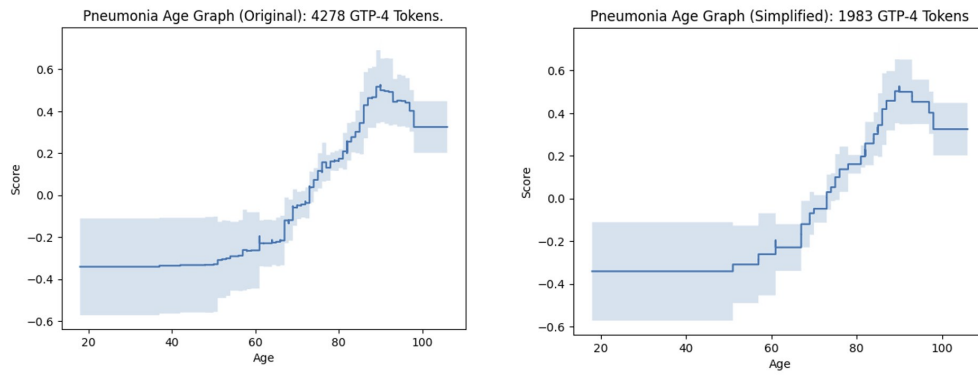 Pneumonia Age Graph (Original): 4278 GTP-4 Tokens.
0.6
0.4
0.2
0.0
−0.2
−0.4
−0.6
Score
20 40 60 80 100
Age
Pneumonia Age Graph (Simplified): 1983 GTP-4 Tokens
0.6
0.4
0.2
0.0
−0.2
−0.4
−0.6
Score
20 40 60 80 100
Age